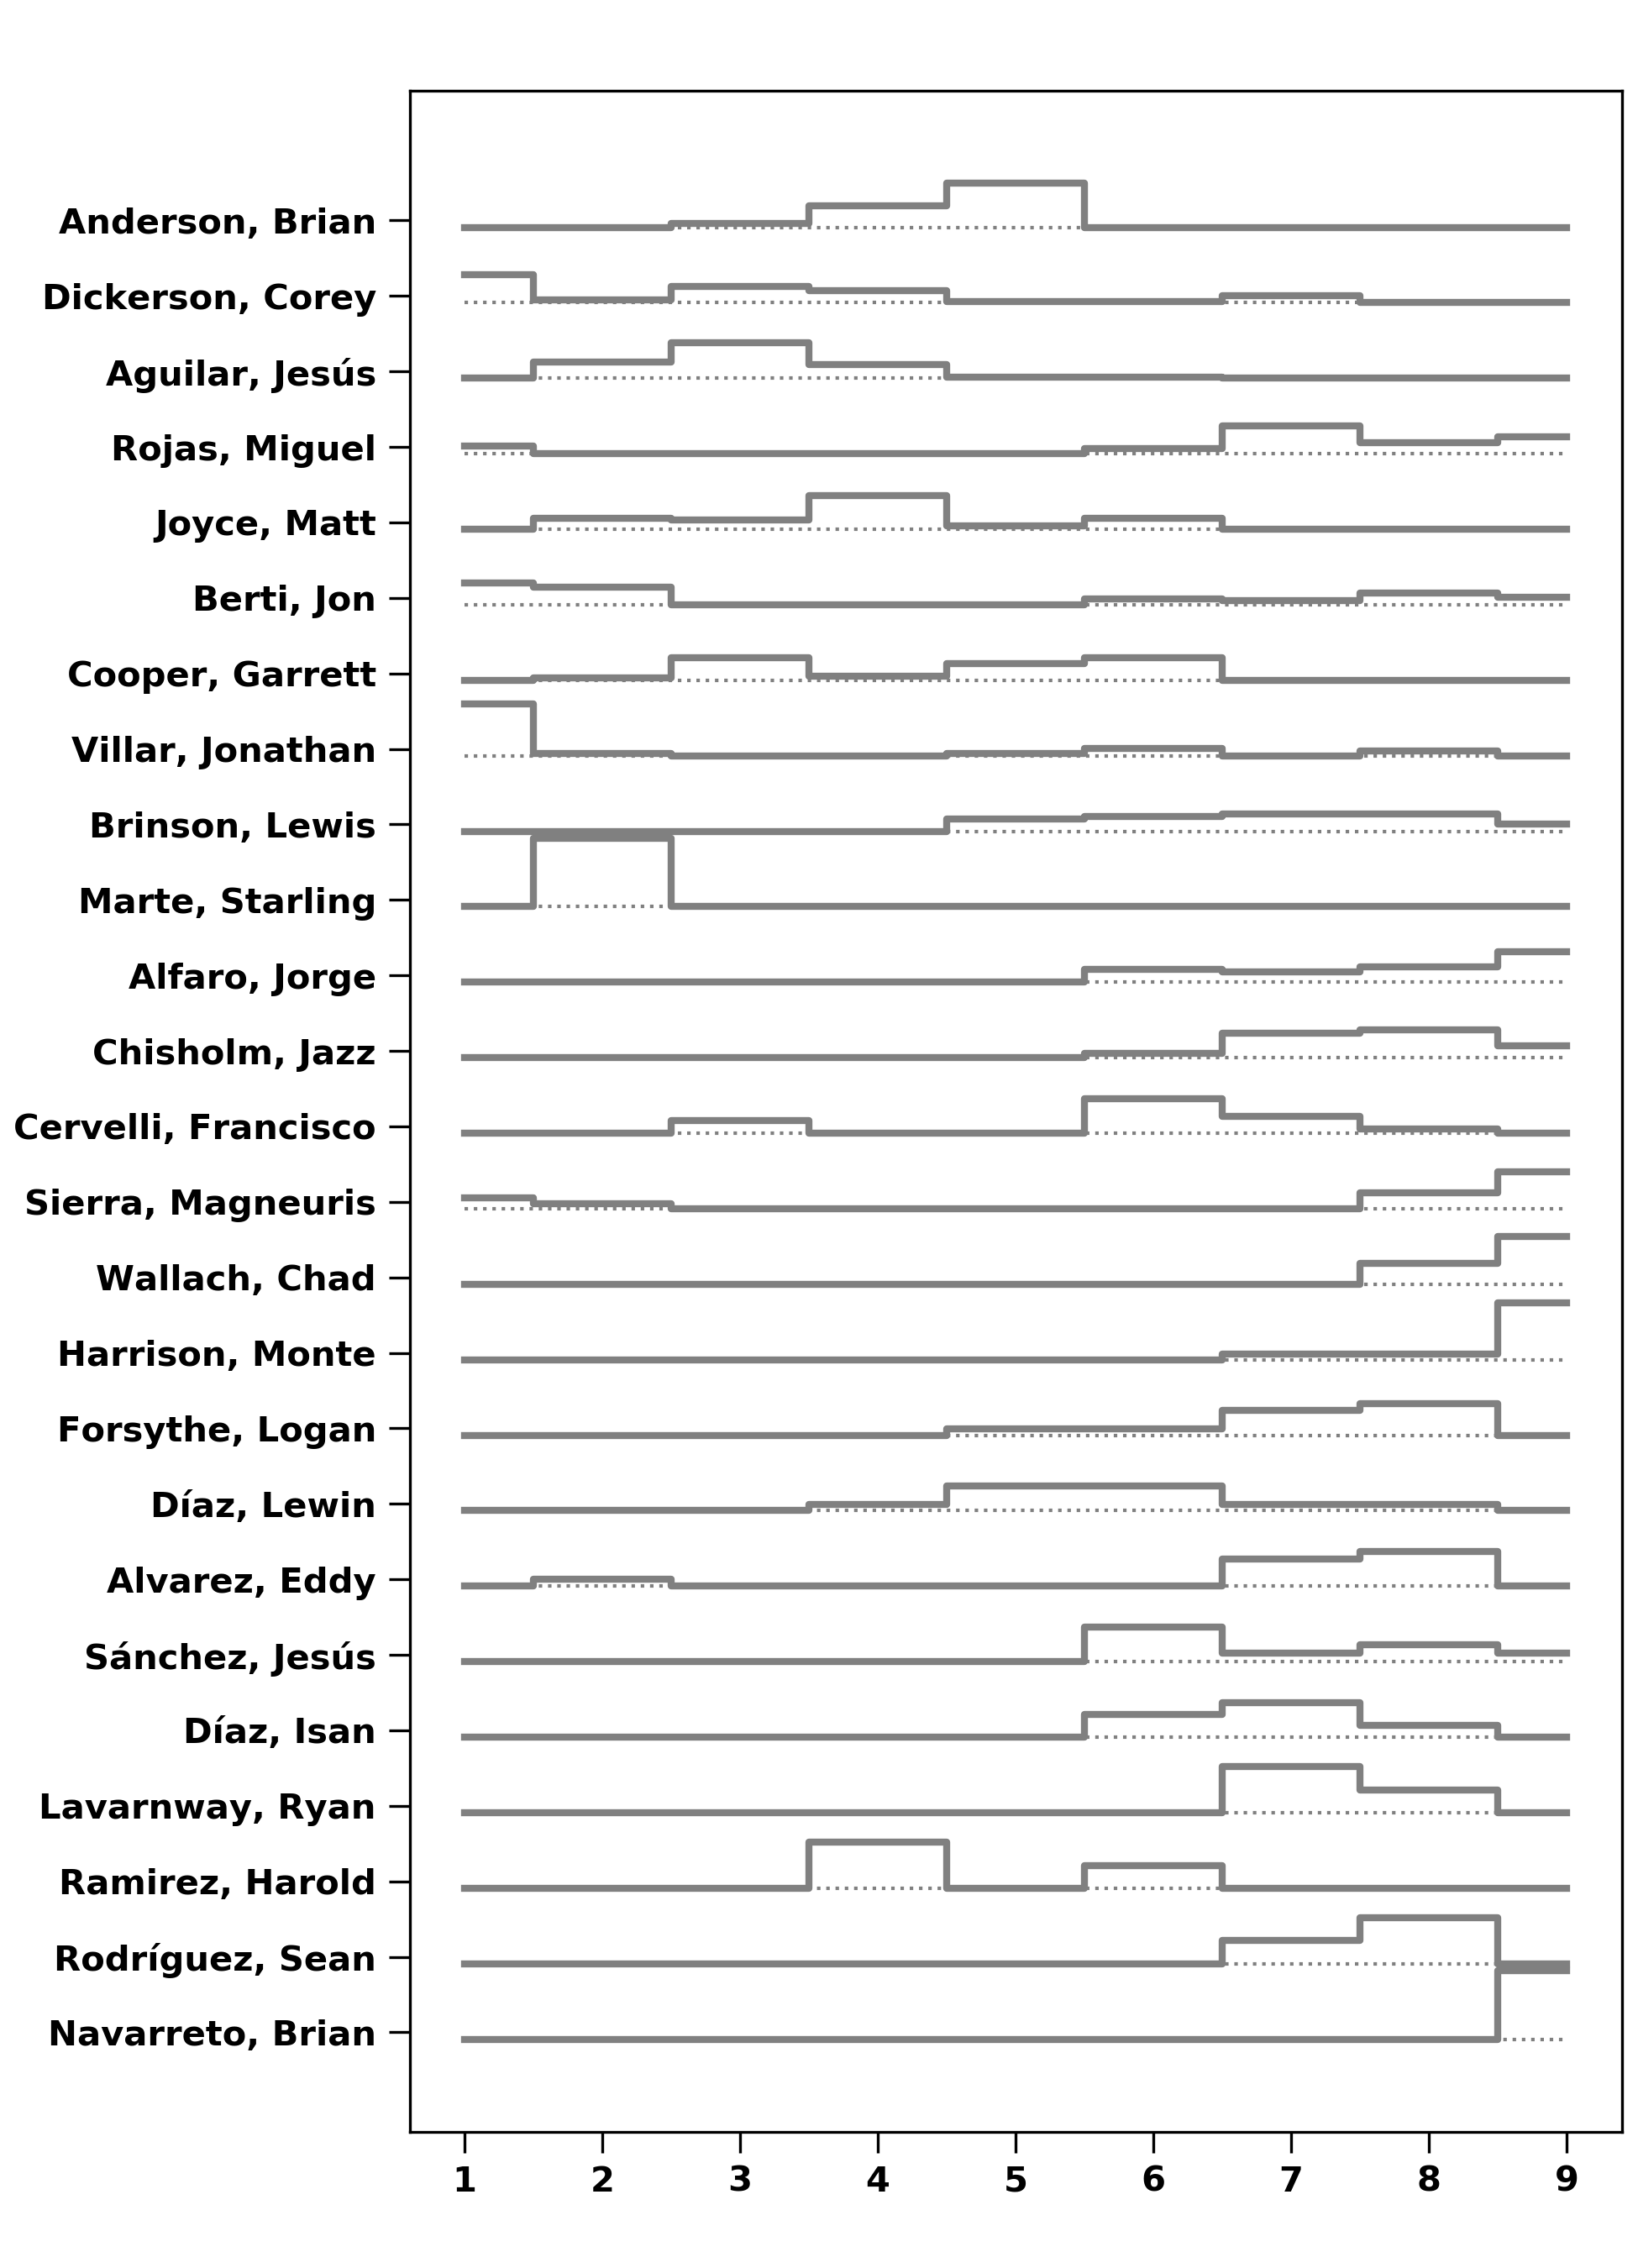 Anderson, Brian
Dickerson, Corey
Aguilar, Jesús
Rojas, Miguel
Joyce, Matt
Berti, Jon
Cooper, Garrett
Villar, Jonathan
Brinson, Lewis
Marte, Starling
Alfaro, Jorge
Chisholm, Jazz
Cervelli, Francisco
Sierra, Magneuris
Wallach, Chad
Harrison, Monte
Forsythe, Logan
Díaz, Lewin
Alvarez, Eddy
Sánchez, Jesús
Díaz, Isan
Lavarnway, Ryan
Ramirez, Harold
Rodríguez, Sean
Navarreto, Brian
1 2 3 4 5 6 7 8 9